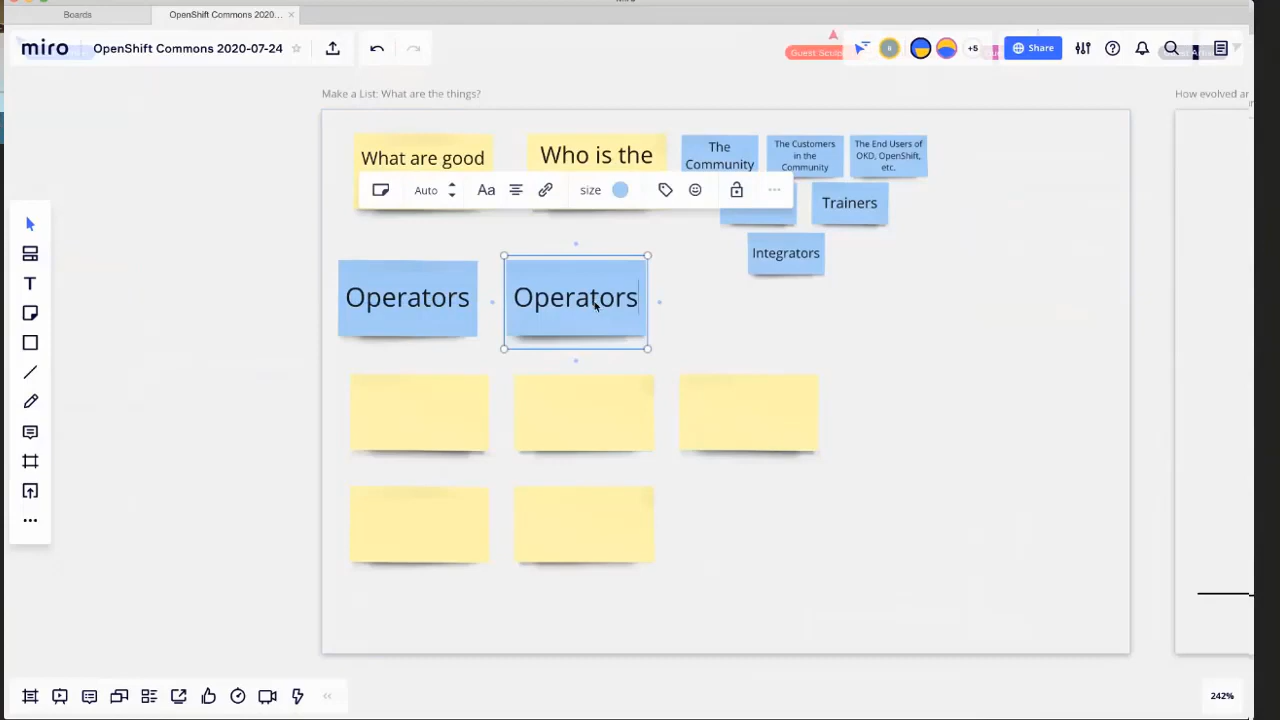 Boards
OpenShift Commons 2020...
miro
OpenShift Commons 2020-07-24
+5
Share
Make a List: What are the things?
How evolved ar
What are good
Who is the
The
Community
The Customers
in the
Community
The End Users of
OKD, OpenShift,
etc.
Auto
Aa
size
Trainers
Integrators
Operators
Operators
242%